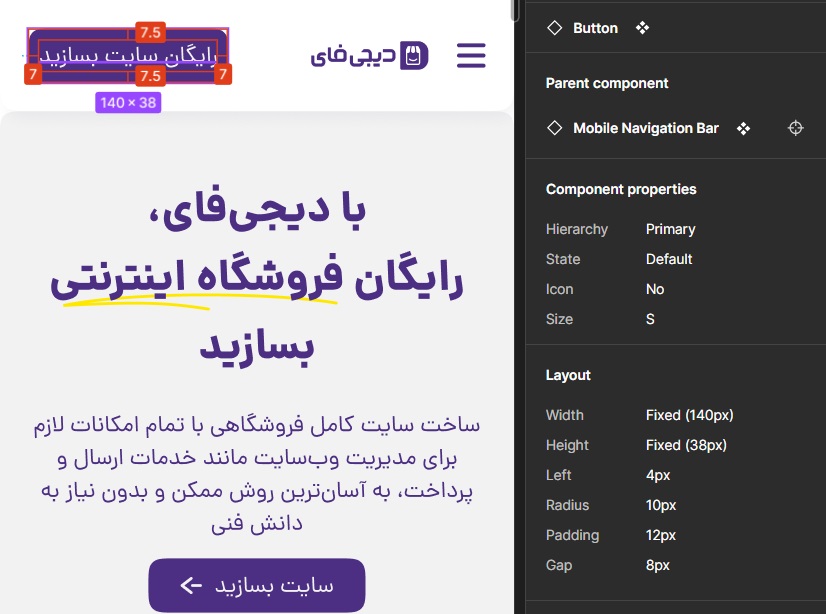 7.5
رایگان سایت بسازید
7
7
7.5
140 × 38
دیجی‌فای
با دیجی‌فای،
رایگان فروشگاه اینترنتی
بسازید
ساخت سایت کامل فروشگاهی با تمام امکانات لازم
برای مدیریت وب‌سایت مانند خدمات ارسال و
پرداخت، به آسان‌ترین روش ممکن و بدون نیاز به
دانش فنی
سایت بسازید
Button
Parent component
Mobile Navigation Bar
Component properties
Hierarchy Primary
State Default
Icon No
Size S
Layout
Width Fixed (140px)
Height Fixed (38px)
Left 4px
Radius 10px
Padding 12px
Gap 8px